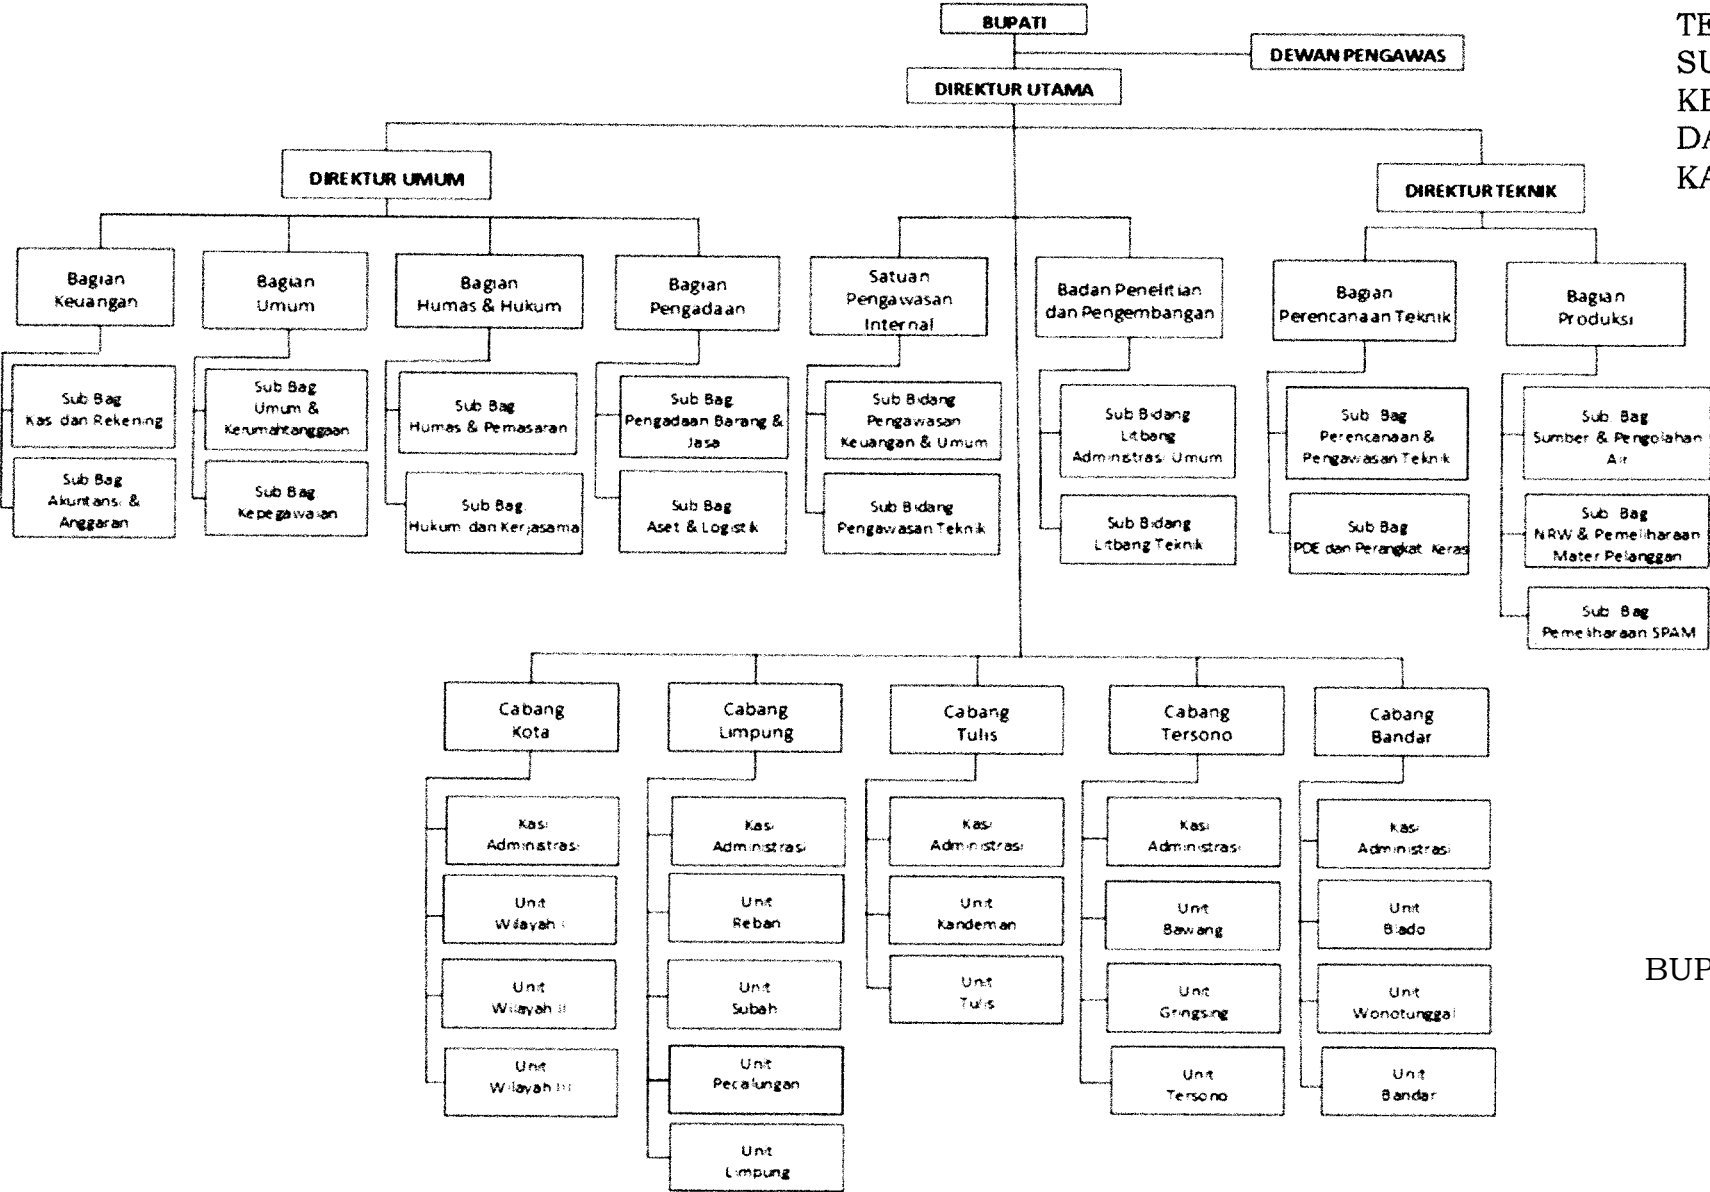 BUPATI
DEWAN PENGAWAS
DIREKTUR UTAMA
TE
SU
KE
DA
KA
DIREKTUR UMUM
DIREKTUR TEKNIK
Bagian
Keuangan
Bagian
Umum
Bagian
Humas & Hukum
Bagian
Pengadaan
Satuan
Pengawasan
Internal
Badan Penelitian
dan Pengembangan
Bagian
Perencanaan Teknik
Bagian
Produksi
Sub Bag
Kas dan Rekening
Sub Bag
Akuntansi &
Anggaran
Sub Bag
Umum &
Kerumahtanggaan
Sub Bag
Kepegawaian
Sub Bag
Humas & Pemasaran
Sub Bag
Hukum dan Kerjasama
Sub Bag
Pengadaan Barang &
Jasa
Sub Bag
Aset & Logistik
Sub Bidang
Pengawasan
Keuangan & Umum
Sub Bidang
Pengawasan Teknik
Sub Bidang
Litbang
Administrasi Umum
Sub Bidang
Litbang Teknik
Sub Bag
Perencanaan &
Pengawasan Teknik
Sub Bag
PDE dan Perangkat Keras
Sub Bag
Sumber & Pengolahan
Air
Sub Bag
NRW & Pemeliharaan
Mater Pelanggan
Sub Bag
Pemeliharaan SPAM
Cabang
Kota
Cabang
Limpung
Cabang
Tulis
Cabang
Tersono
Cabang
Bandar
Kasi
Administrasi
Unit
Wilayah I
Unit
Wilayah II
Unit
Wilayah III
Kasi
Administrasi
Unit
Reban
Unit
Subah
Unit
Pecalungan
Unit
Limpung
Kasi
Administrasi
Unit
Kandeman
Unit
Tulis
Kasi
Administrasi
Unit
Bawang
Unit
Gringsing
Unit
Tersono
Kasi
Administrasi
Unit
Blado
Unit
Wonotunggal
Unit
Bandar
BUP